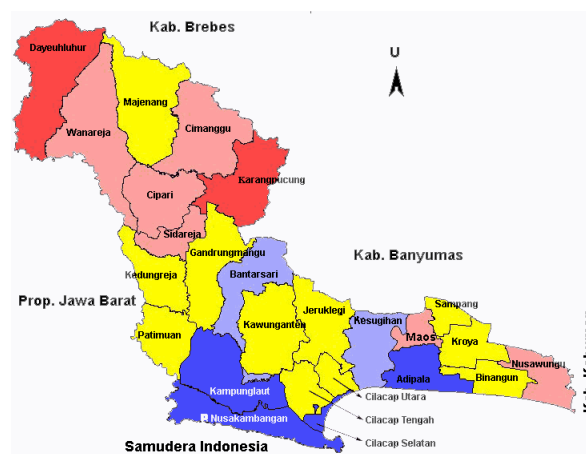 Kab. Brebes
Dayeuhluhur
U
Majenang
Wanareja
Cimanggu
Karangpucung
Cipari
Sidareja
Gandrungmangu
Kab. Banyumas
Kedungreja
Bantarsari
Prop. Jawa Barat
Jeruklegi
Sampang
Kesugihan
Kawunganten
Patimuan
Maos
Kroya
Nusawungu
Adipala
Binangun
Kampunglaut
Cilacap Utara
Nusakambangan
Cilacap Tengah
Cilacap Selatan
Samudera Indonesia